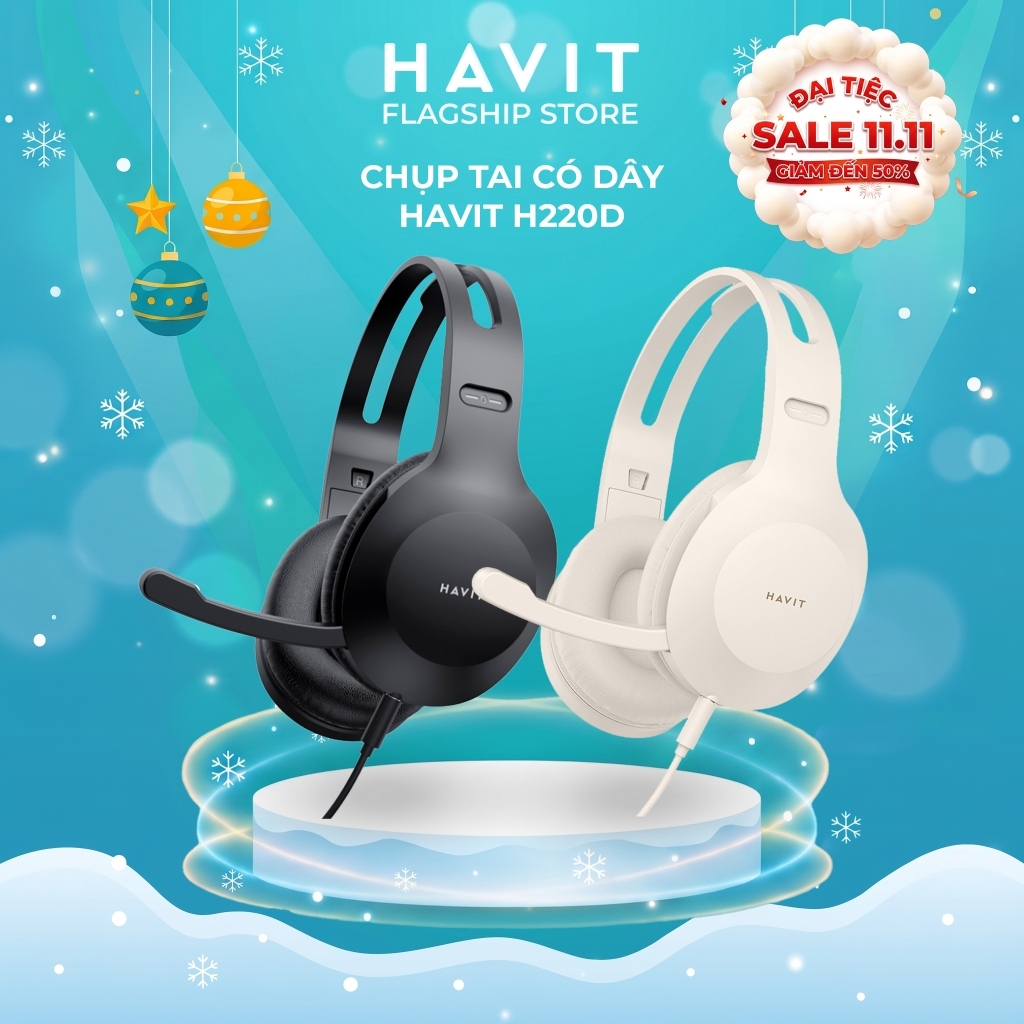 HAVIT
FLAGSHIP STORE
CHỤP TAI CÓ DÂY
HAVIT H220D
ĐẠI TIỆC
SALE 11.11
GIẢM ĐẾN 50%
R
HAVIT
HAVIT